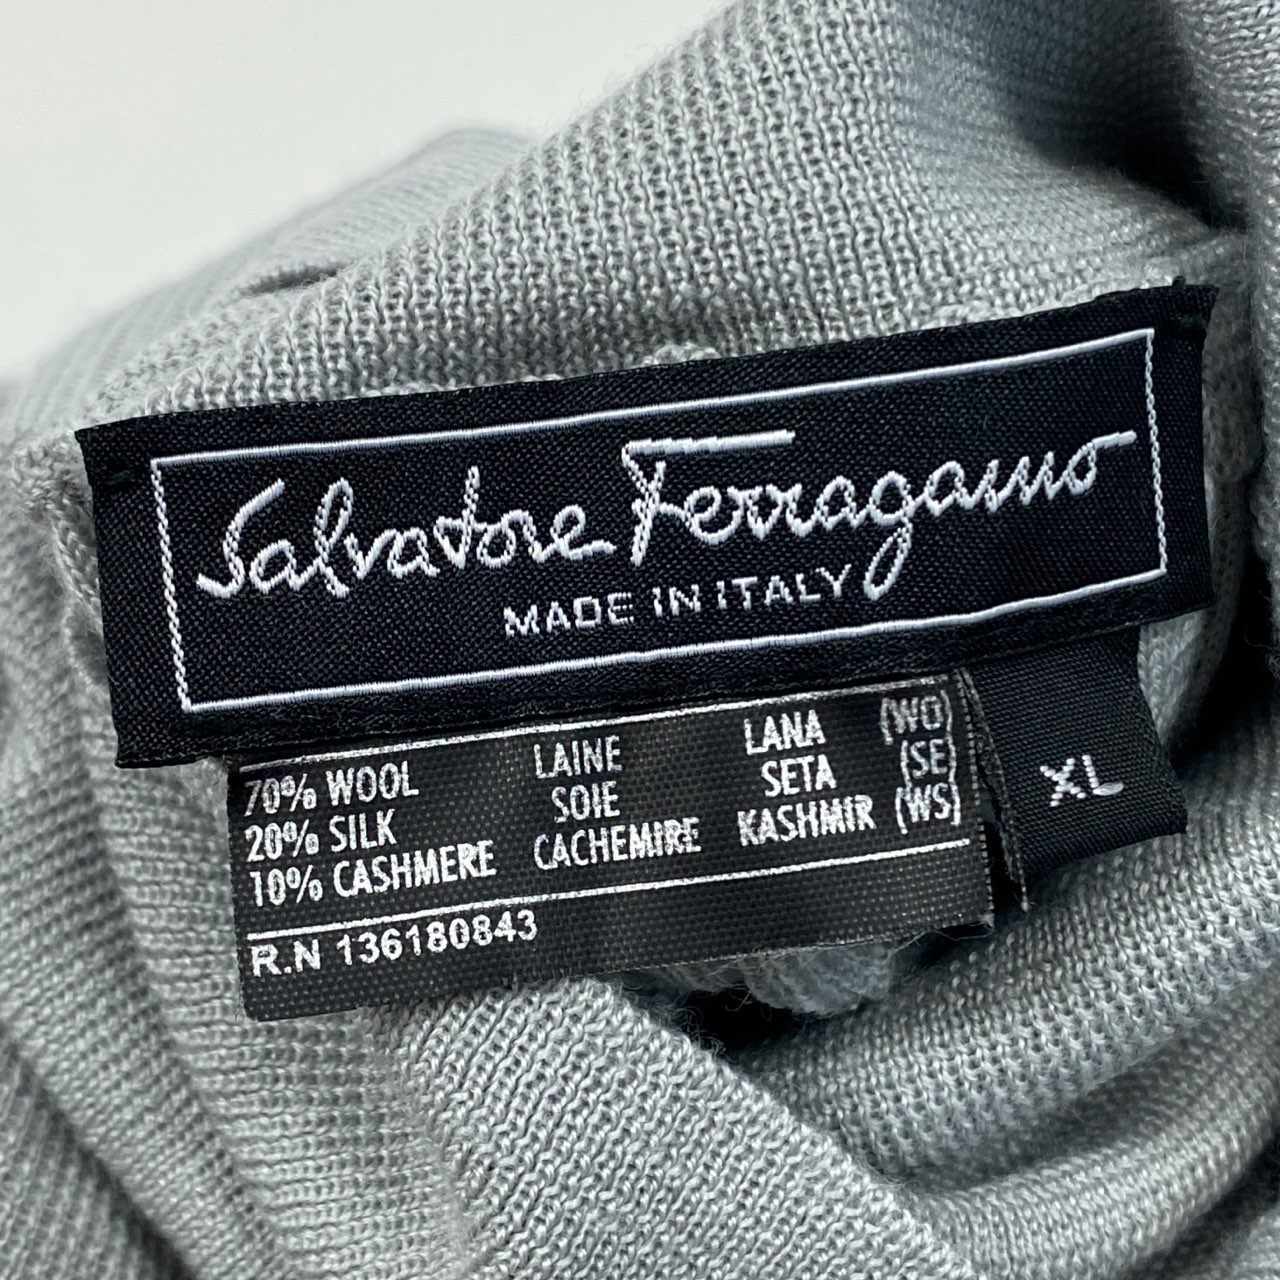 Salvatore Ferragamo
MADE IN ITALY
70% WOOL LAINE LANA (WO)
20% SILK SOIE SETA (SE)
10% CASHMERE CACHEMIRE KASHMIR (WS)
R.N 136180843
XL